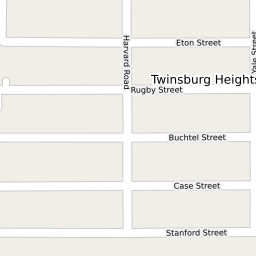 Eton Street
Harvard Road
Yale Street
Twinsburg Heights
Rugby Street
Buchtel Street
Case Street
Stanford Street